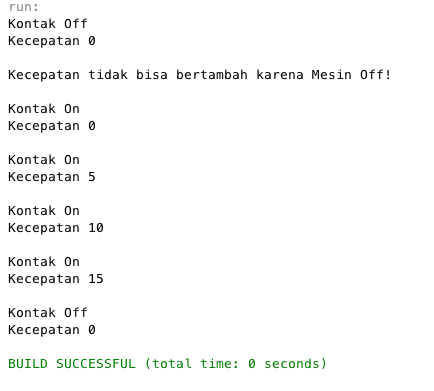 run:
Kontak Off
Kecepatan 0
Kecepatan tidak bisa bertambah karena Mesin Off!
Kontak On
Kecepatan 0
Kontak On
Kecepatan 5
Kontak On
Kecepatan 10
Kontak On
Kecepatan 15
Kontak Off
Kecepatan 0
BUILD SUCCESSFUL (total time: 0 seconds)